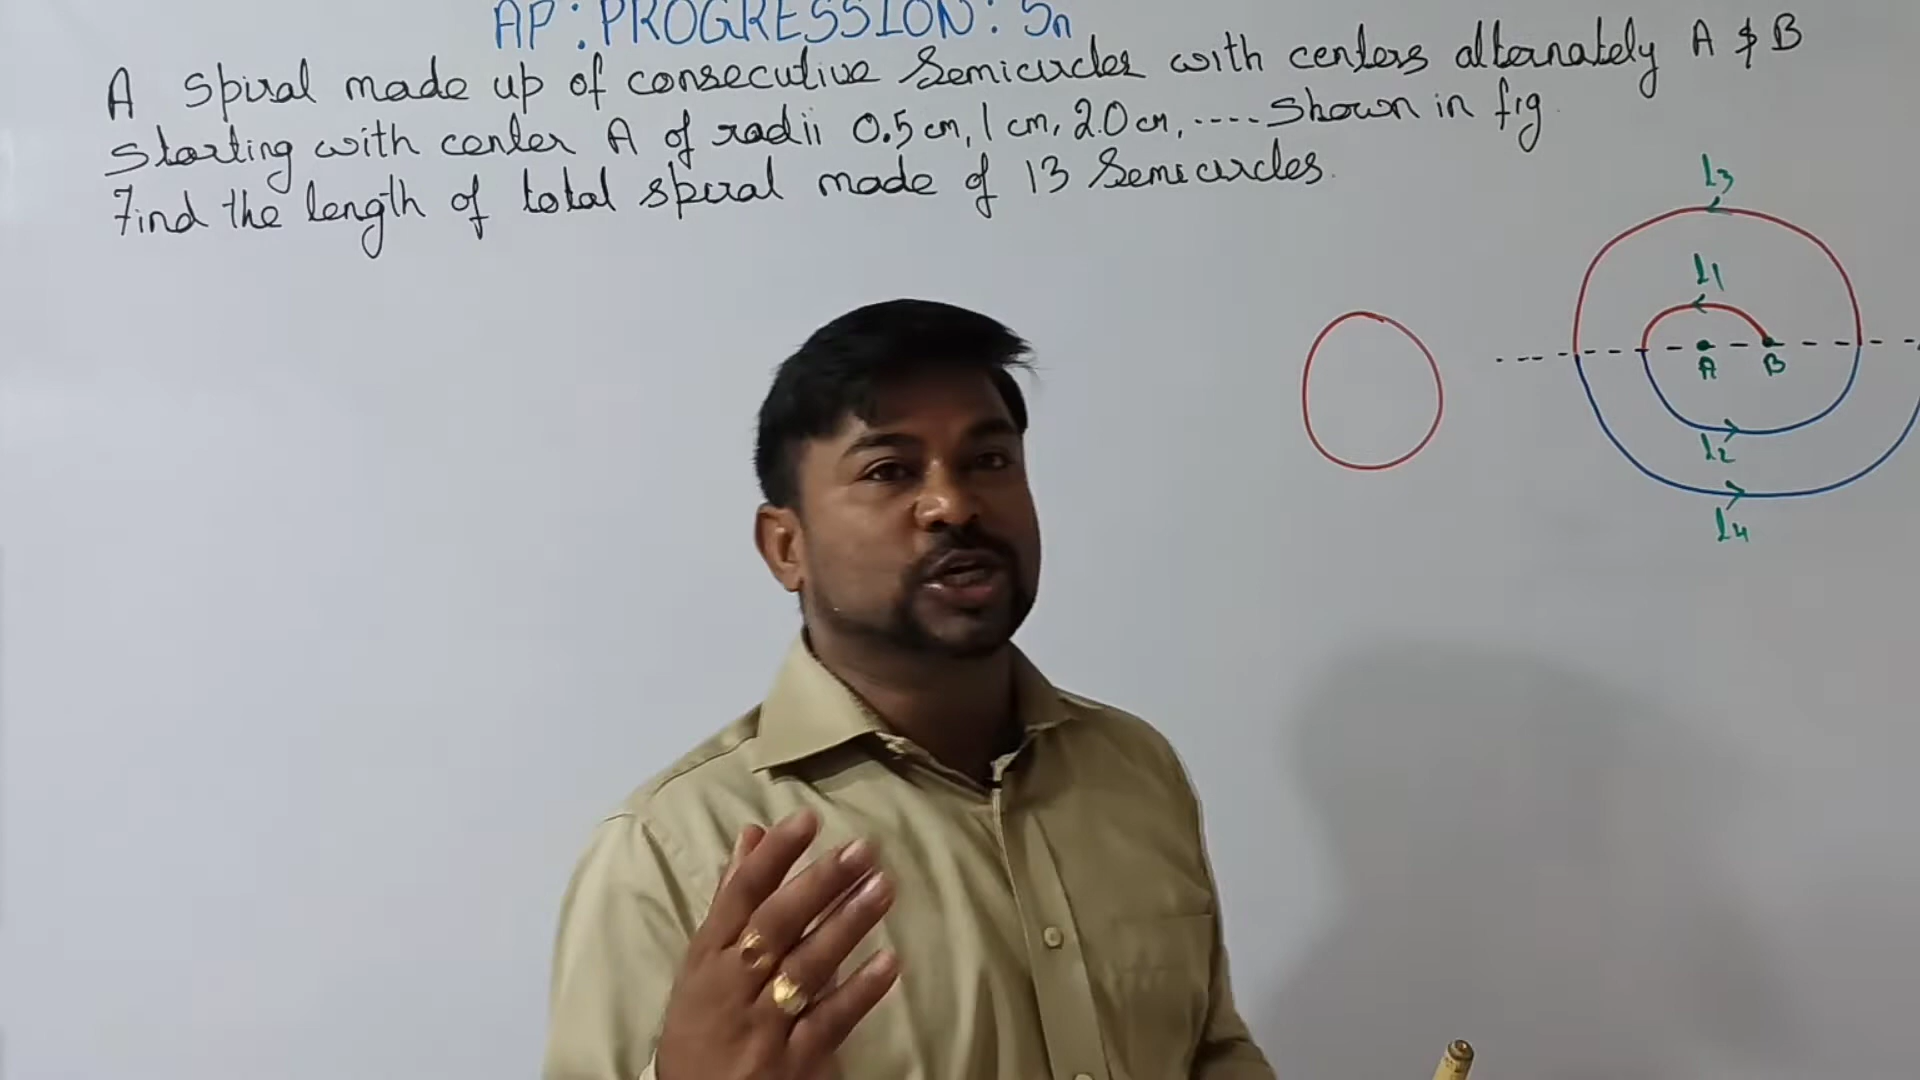 AP: PROGRESSION: Sn
A spiral made up of consecutive semicircles with centers alternately A & B
starting with center A of radii 0.5 cm, 1 cm, 2.0 cm, ---- shown in fig.
Find the length of total spiral made of 13 semicircles.
l3
l1
A B
l2
l4